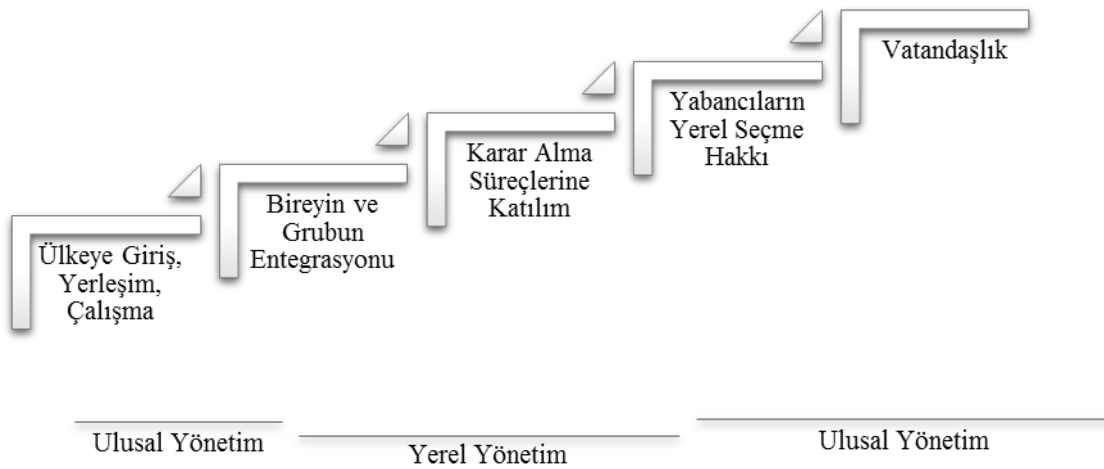 Ülkeye Giriş,
Yerleşim,
Çalışma
Bireyin ve
Grubun
Entegrasyonu
Karar Alma
Süreçlerine
Katılım
Yabancıların
Yerel Seçme
Hakkı
Vatandaşlık
Ulusal Yönetim
Yerel Yönetim
Ulusal Yönetim